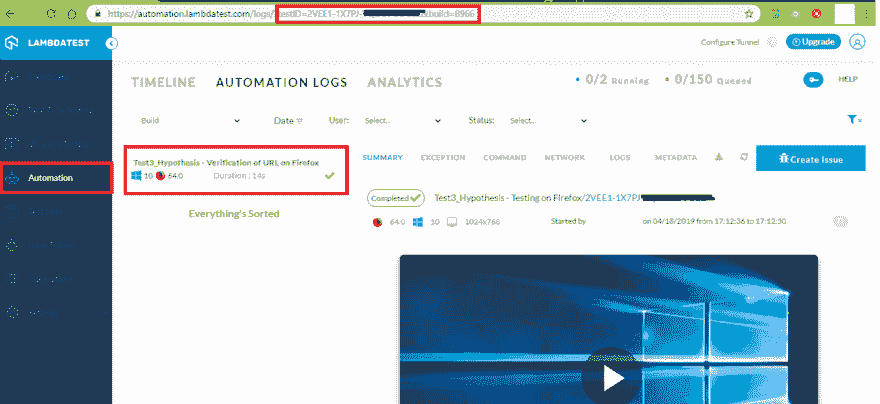 https://automation.lambdatest.com/logs/?testID=2VEE1-1X7PJ- build=8966
LAMBDATEST
Configure Tunnel
Upgrade
TIMELINE AUTOMATION LOGS ANALYTICS
0/2 Running
0/150 Queued
HELP
Build
Date
User:
Select...
Status:
Select...
Automation
Test3_Hypothesis - Verification of URL on Firefox
10 64.0 Duration : 14s
Everything's Sorted
SUMMARY EXCEPTION COMMAND NETWORK LOGS METADATA
Create Issue
Completed
Test3_Hypothesis - Testing on Firefox/2VEE1-1X7PJ
64.0 10 1024x768 Started by on 04/18/2019 from 17:12:36 to 17:12:50